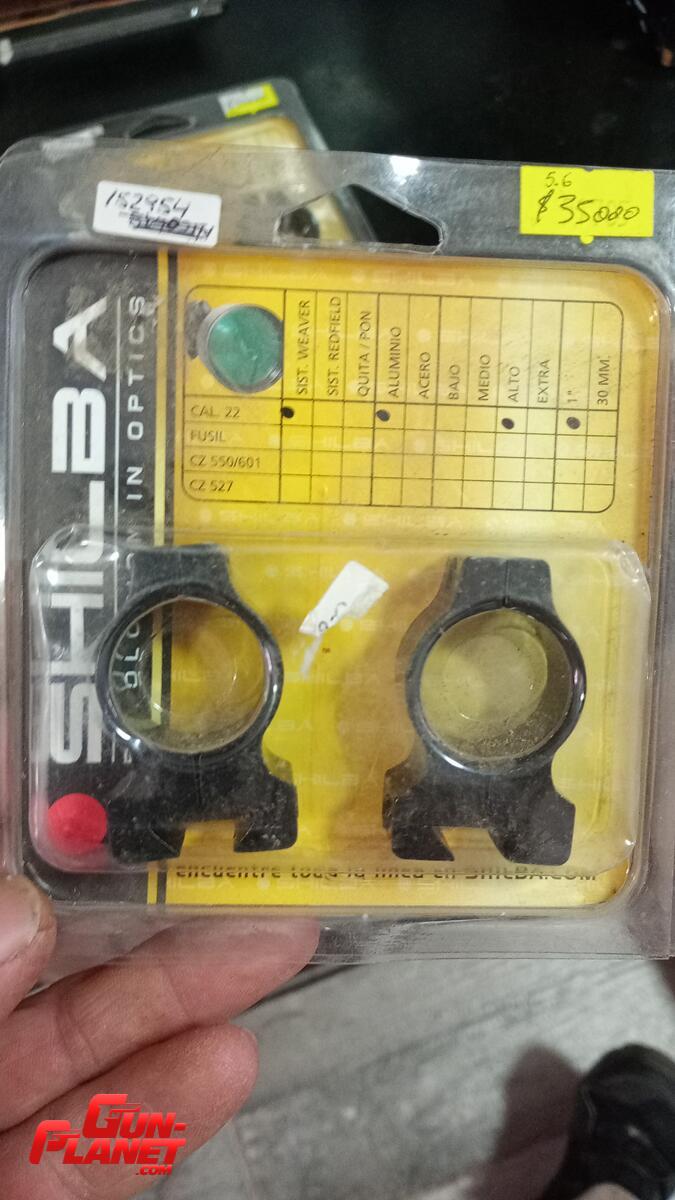 152954
5.6
$35000
SHILBA
IN OPTICS
SIST. WEAVER
SIST. REDFIELD
QUITA / PON
ALUMINIO
ACERO
BAJO
MEDIO
ALTO
EXTRA
1"
30 MM.
CAL. 22
FUSIL
CZ 550/601
CZ 527
encuentre toda la linea en SHILBA.COM
GUN-
PLANET
.COM